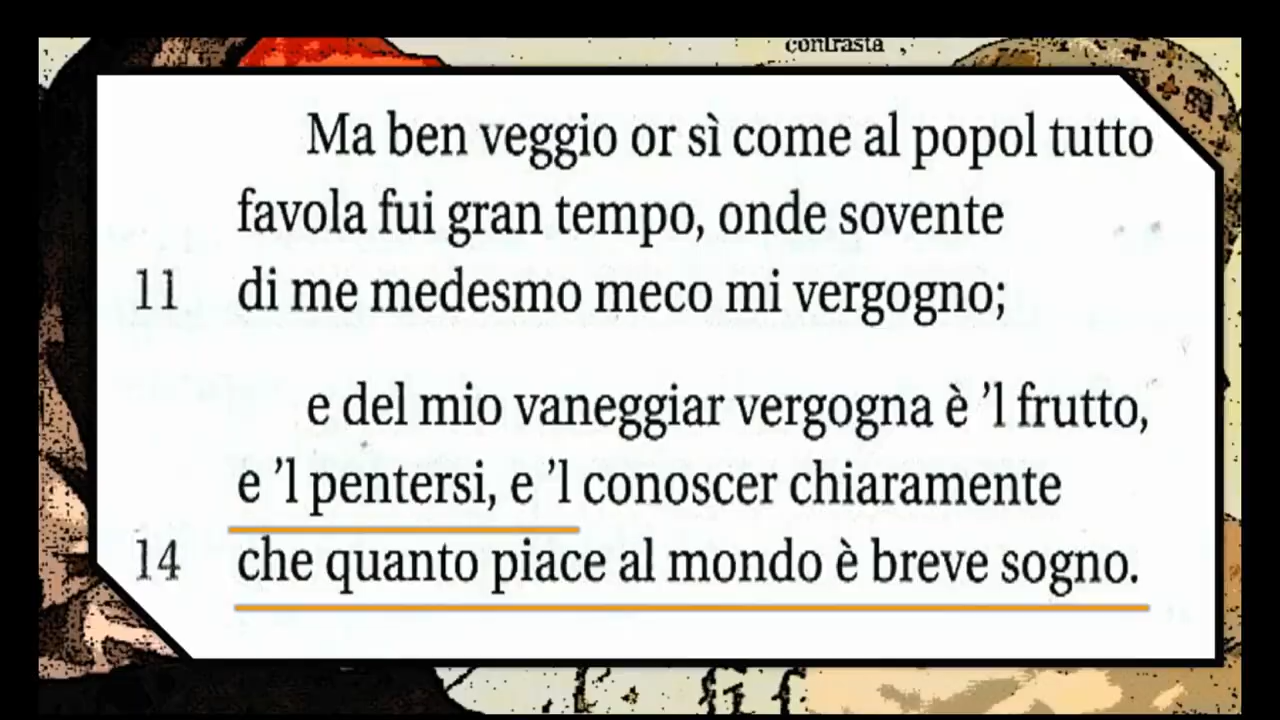 contrasta ,
Ma ben veggio or sì come al popol tutto
favola fui gran tempo, onde sovente
11 di me medesmo meco mi vergogno;
e del mio vaneggiar vergogna è ’l frutto,
e ’l pentersi, e ’l conoscer chiaramente
14 che quanto piace al mondo è breve sogno.